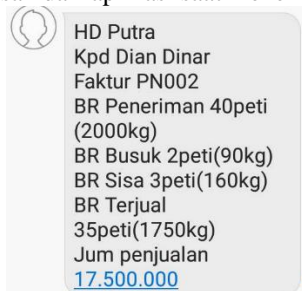 HD Putra
Kpd Dian Dinar
Faktur PN002
BR Peneriman 40peti
(2000kg)
BR Busuk 2peti(90kg)
BR Sisa 3peti(160kg)
BR Terjual
35peti(1750kg)
Jum penjualan
17.500.000